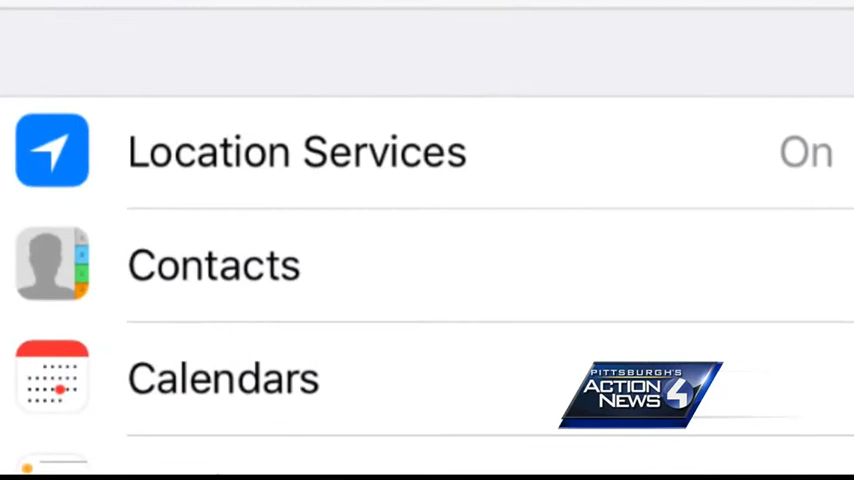 Location Services
On
Contacts
Calendars
PITTSBURGH'S
ACTION
NEWS 4